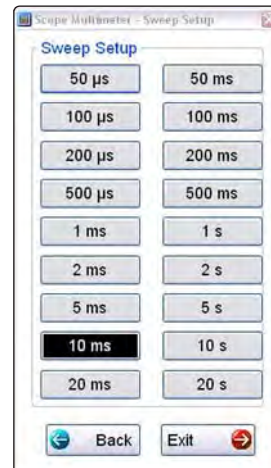 Scope Multimeter - Sweep Setup
Sweep Setup
50 µs 50 ms
100 µs 100 ms
200 µs 200 ms
500 µs 500 ms
1 ms 1 s
2 ms 2 s
5 ms 5 s
10 ms 10 s
20 ms 20 s
Back Exit